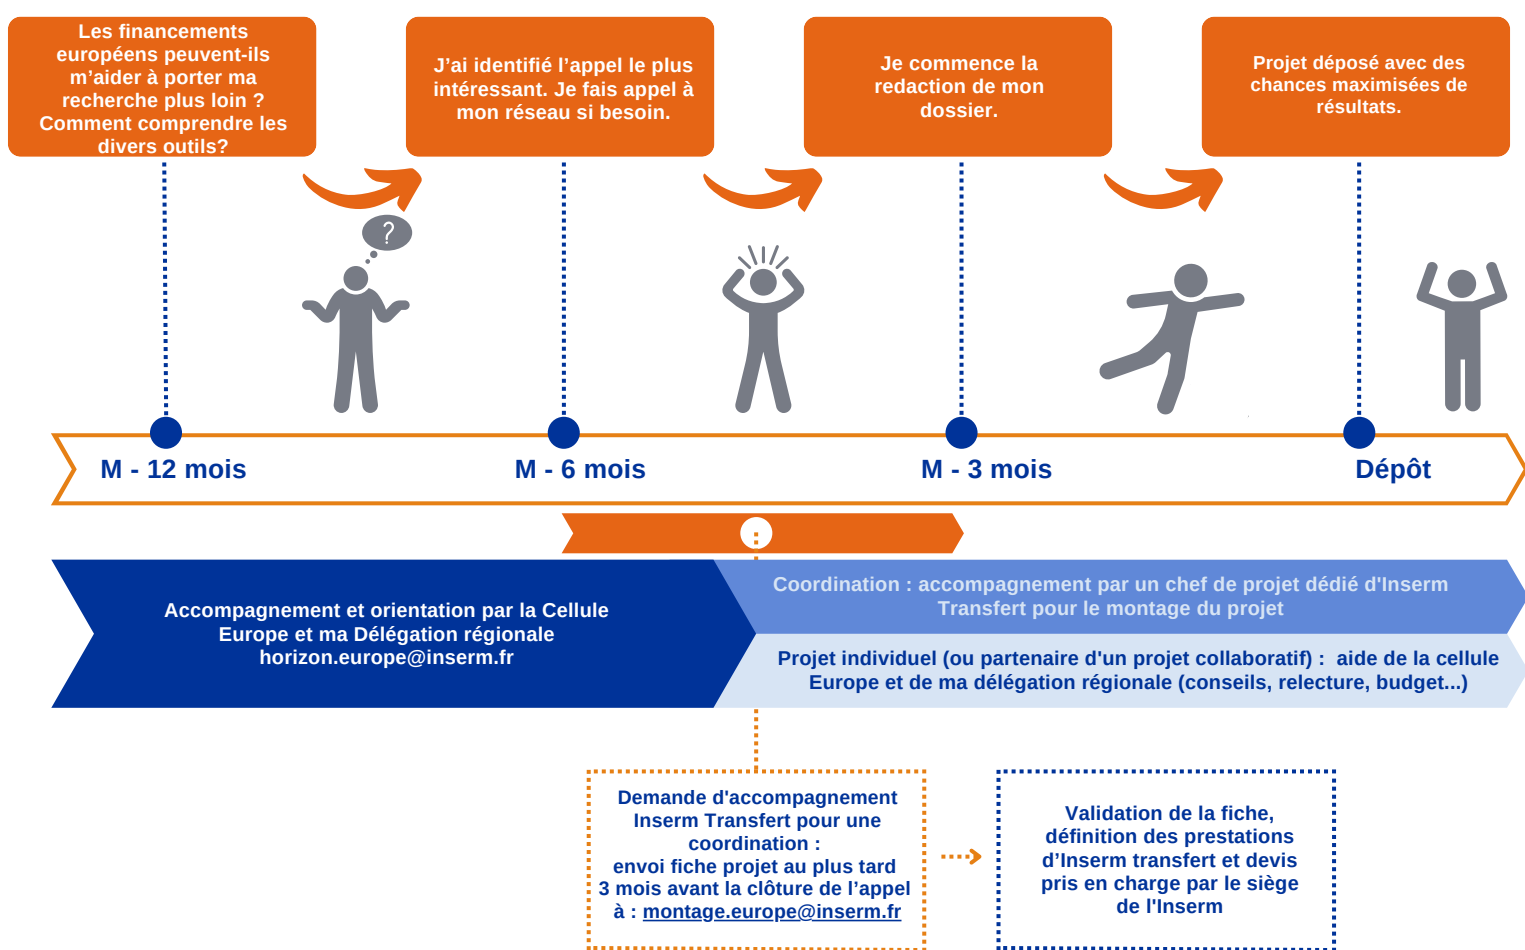 Les financements
européens peuvent-ils
m'aider à porter ma
recherche plus loin ?
Comment comprendre les
divers outils?
J'ai identifié l'appel le plus
intéressant. Je fais appel à
mon réseau si besoin.
Je commence la
redaction de mon
dossier.
Projet déposé avec des
chances maximisées de
résultats.
?
M - 12 mois
M - 6 mois
M - 3 mois
Dépôt
Accompagnement et orientation par la Cellule
Europe et ma Délégation régionale
horizon.europe@inserm.fr
Coordination : accompagnement par un chef de projet dédié d'Inserm
Transfert pour le montage du projet
Projet individuel (ou partenaire d'un projet collaboratif) : aide de la cellule
Europe et de ma délégation régionale (conseils, relecture, budget...)
Demande d'accompagnement
Inserm Transfert pour une
coordination :
envoi fiche projet au plus tard
3 mois avant la clôture de l'appel
à : montage.europe@inserm.fr
Validation de la fiche,
définition des prestations
d'Inserm transfert et devis
pris en charge par le siège
de l'Inserm